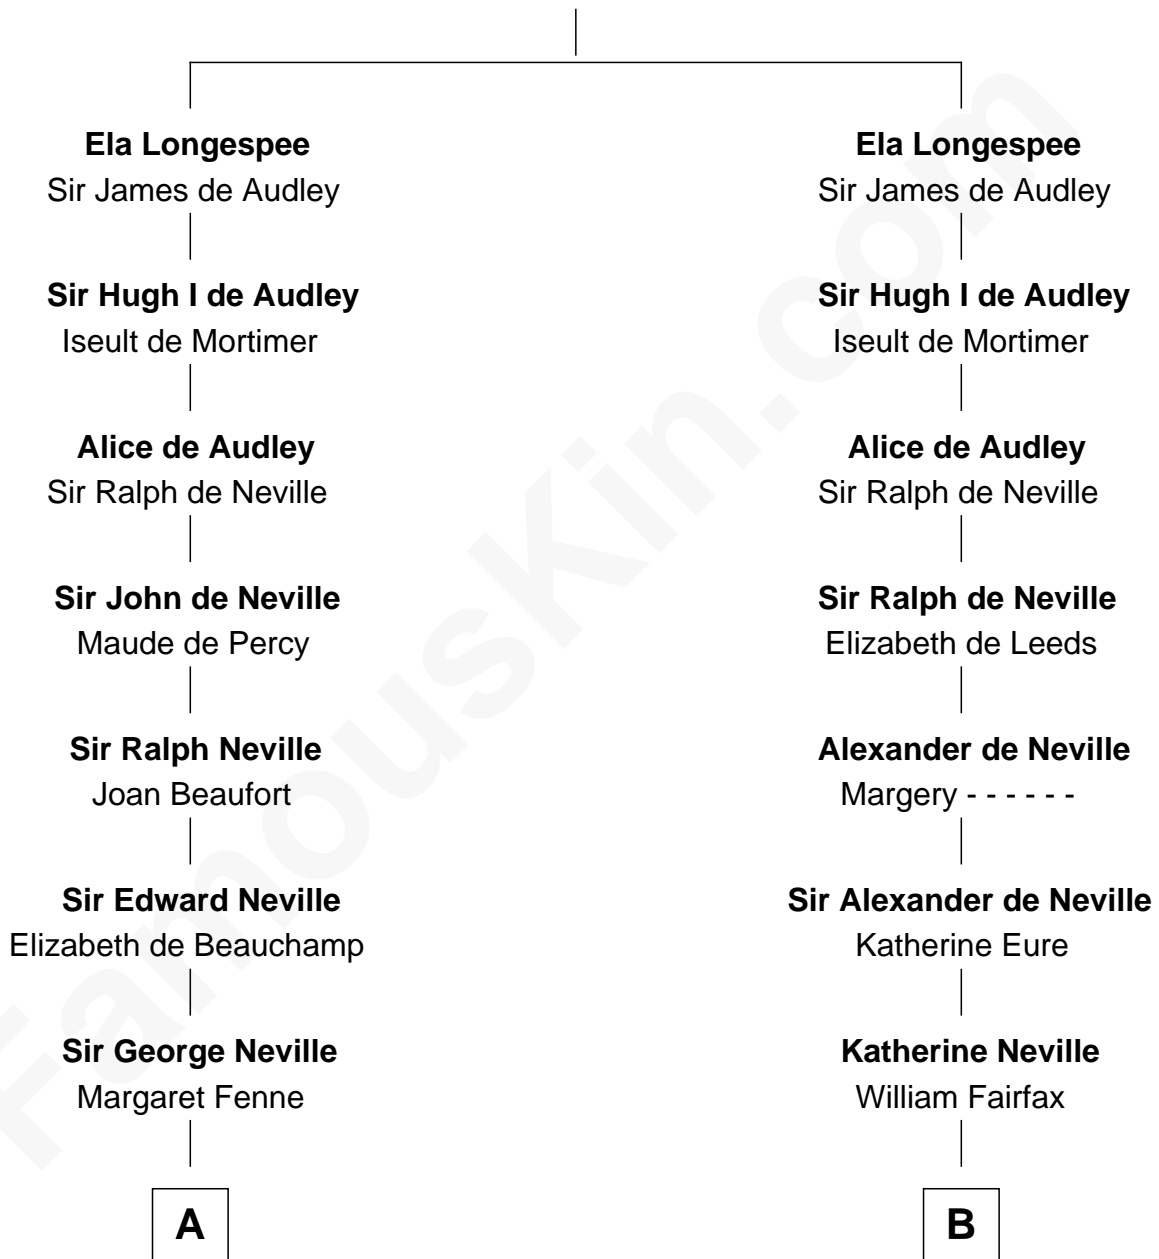 Ela Longespee
Sir James de Audley
Sir Hugh I de Audley
Iseult de Mortimer
Alice de Audley
Sir Ralph de Neville
Sir John de Neville
Maude de Percy
Sir Ralph Neville
Joan Beaufort
Sir Edward Neville
Elizabeth de Beauchamp
Sir George Neville
Margaret Fenne
A
Ela Longespee
Sir James de Audley
Sir Hugh I de Audley
Iseult de Mortimer
Alice de Audley
Sir Ralph de Neville
Sir Ralph de Neville
Elizabeth de Leeds
Alexander de Neville
Margery - - - - - -
Sir Alexander de Neville
Katherine Eure
Katherine Neville
William Fairfax
B
FamousKin.com